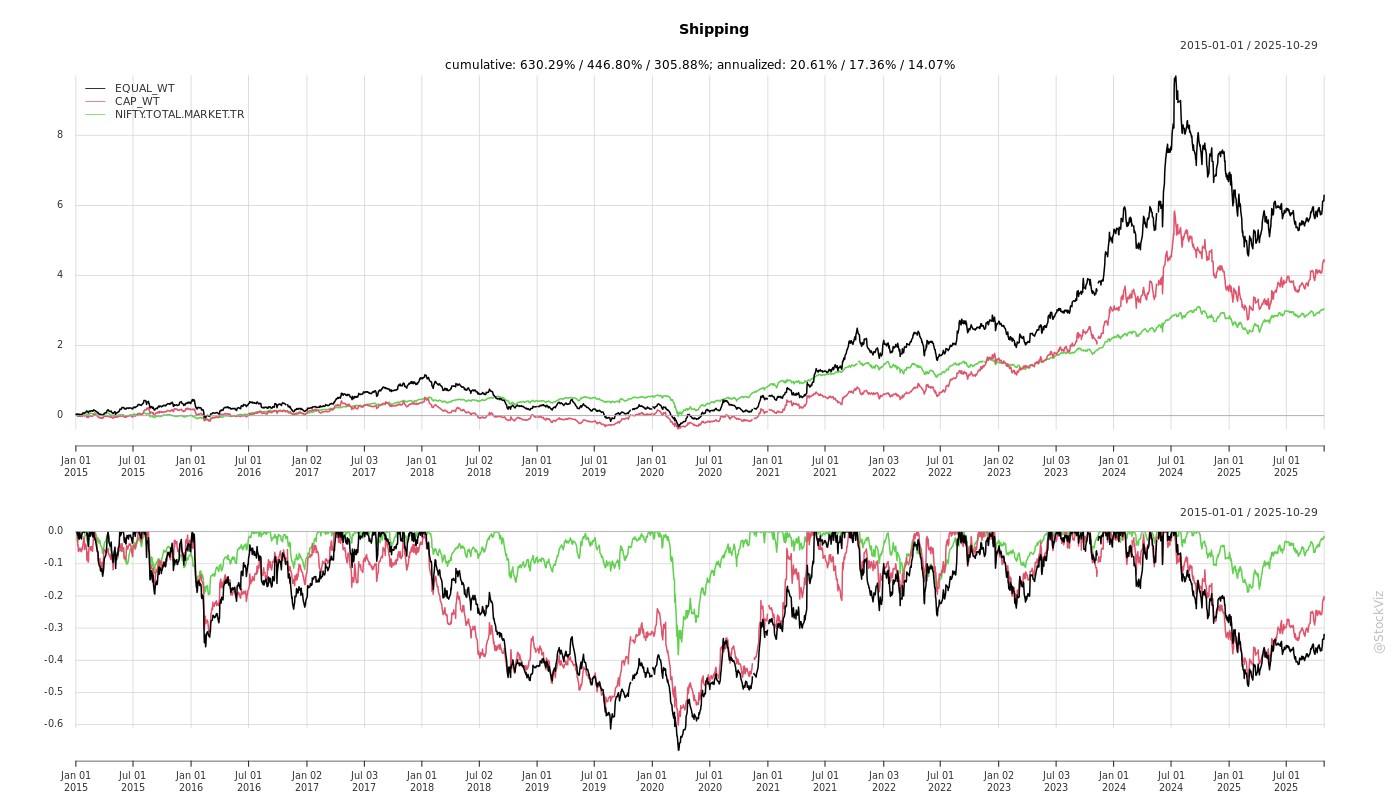 Shipping
2015-01-01 / 2025-10-29
cumulative: 630.29% / 446.80% / 305.88%; annualized: 20.61% / 17.36% / 14.07%
EQUAL_WT
CAP_WT
NIFTY.TOTAL.MARKET.TR
8
6
4
2
0
Jan 01 Jul 01 Jan 01 Jul 01 Jan 02 Jul 03 Jan 01 Jul 02 Jan 01 Jul 01 Jan 01 Jul 01 Jan 01 Jul 01 Jan 03 Jul 01 Jan 02 Jul 03 Jan 01 Jul 01 Jan 01 Jul 01
2015 2015 2016 2016 2017 2017 2018 2018 2019 2019 2020 2020 2021 2021 2022 2022 2023 2023 2024 2024 2025 2025
2015-01-01 / 2025-10-29
0.0
-0.1
-0.2
-0.3
-0.4
-0.5
-0.6
Jan 01 Jul 01 Jan 01 Jul 01 Jan 02 Jul 03 Jan 01 Jul 02 Jan 01 Jul 01 Jan 01 Jul 01 Jan 01 Jul 01 Jan 03 Jul 01 Jan 02 Jul 03 Jan 01 Jul 01 Jan 01 Jul 01
2015 2015 2016 2016 2017 2017 2018 2018 2019 2019 2020 2020 2021 2021 2022 2022 2023 2023 2024 2024 2025 2025
@StockViz